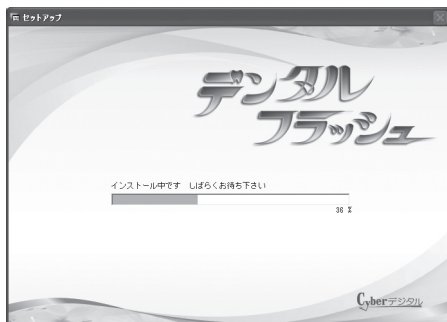 セットアップ
デンタル
フラッシュ
インストール中です　しばらくお待ち下さい
36 %
Cyberデジタル